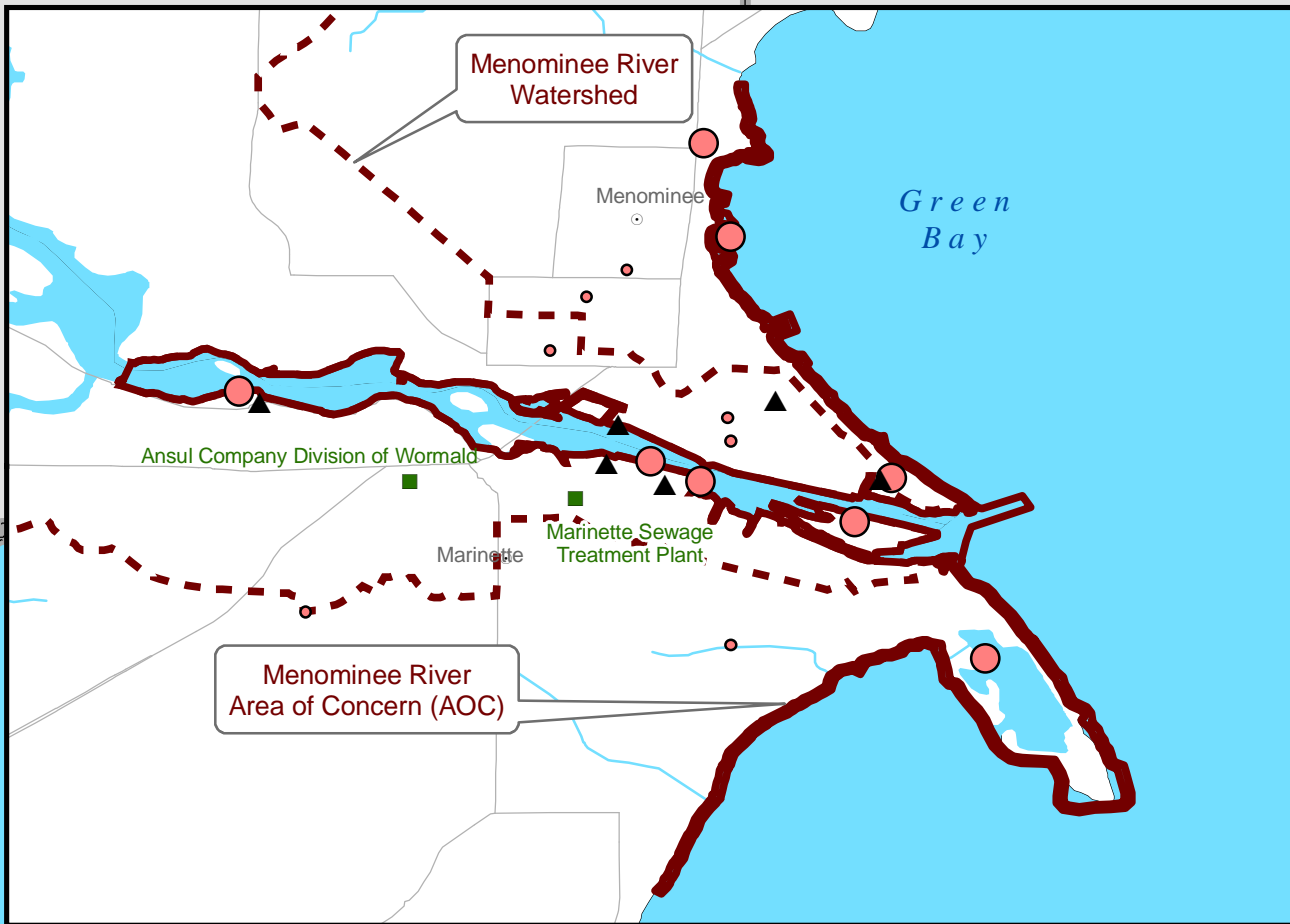 Menominee River
Watershed
Menominee
Green
Bay
Ansul Company Division of Wormald
Marinette Sewage
Treatment Plant
Marinette
Menominee River
Area of Concern (AOC)